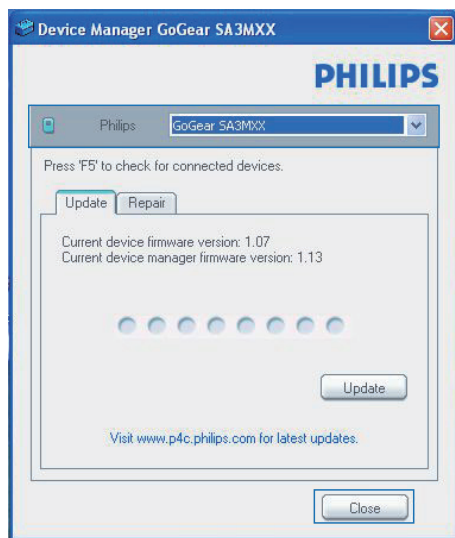 Device Manager GoGear SA3MXX
PHILIPS
Philips GoGear SA3MXX
Press 'F5' to check for connected devices.
Update Repair
Current device firmware version: 1.07
Current device manager firmware version: 1.13
Update
Visit www.p4c.philips.com for latest updates.
Close